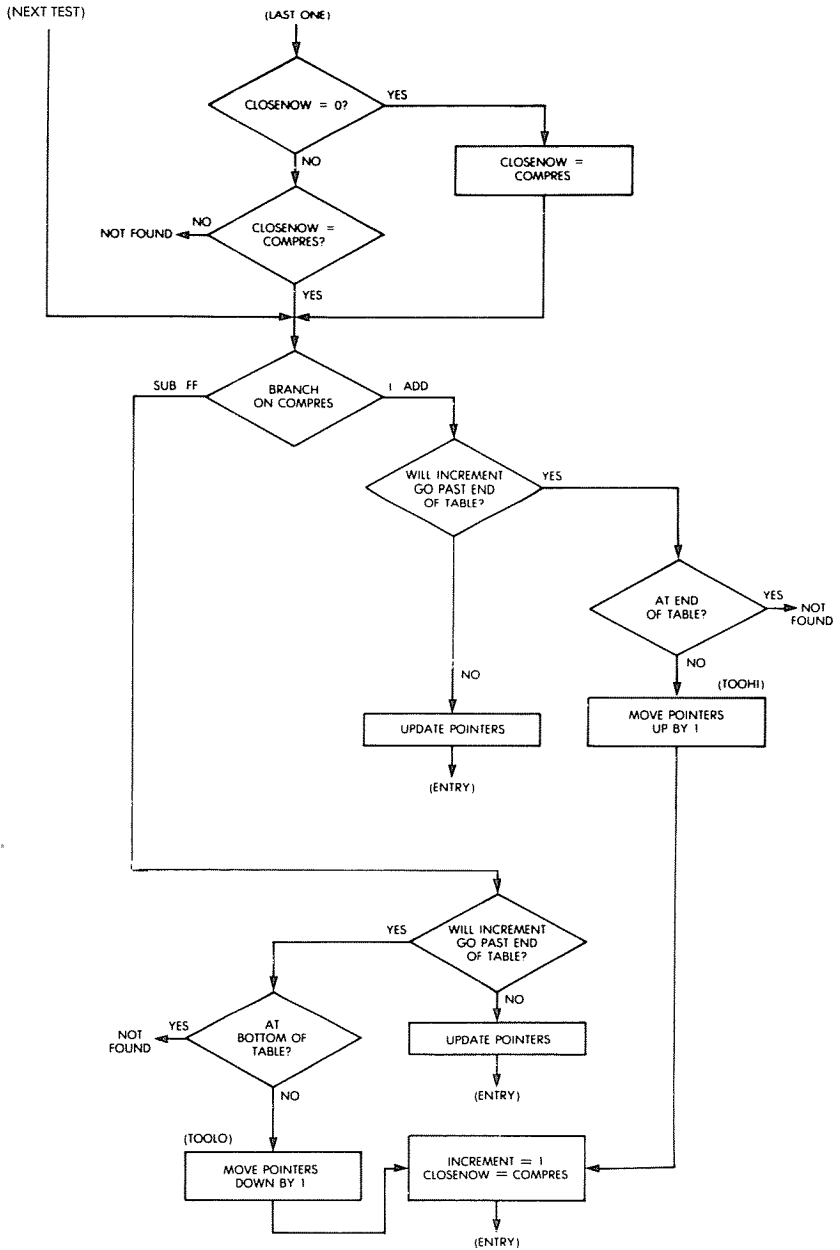 (NEXT TEST)
(LAST ONE)
CLOSENOW = 0?
YES
NO
CLOSENOW =
COMPRES
CLOSENOW =
COMPRES?
NO
NOT FOUND
YES
BRANCH
ON COMPRES
SUB FF
1 ADD
WILL INCREMENT
GO PAST END
OF TABLE?
YES
NO
AT END
OF TABLE?
YES
NOT
FOUND
NO
(TOOHI)
MOVE POINTERS
UP BY 1
UPDATE POINTERS
(ENTRY)
WILL INCREMENT
GO PAST END
OF TABLE?
YES
NO
UPDATE POINTERS
(ENTRY)
AT
BOTTOM OF
TABLE?
YES
NOT
FOUND
NO
(TOOLO)
MOVE POINTERS
DOWN BY 1
INCREMENT = 1
CLOSENOW = COMPRES
(ENTRY)